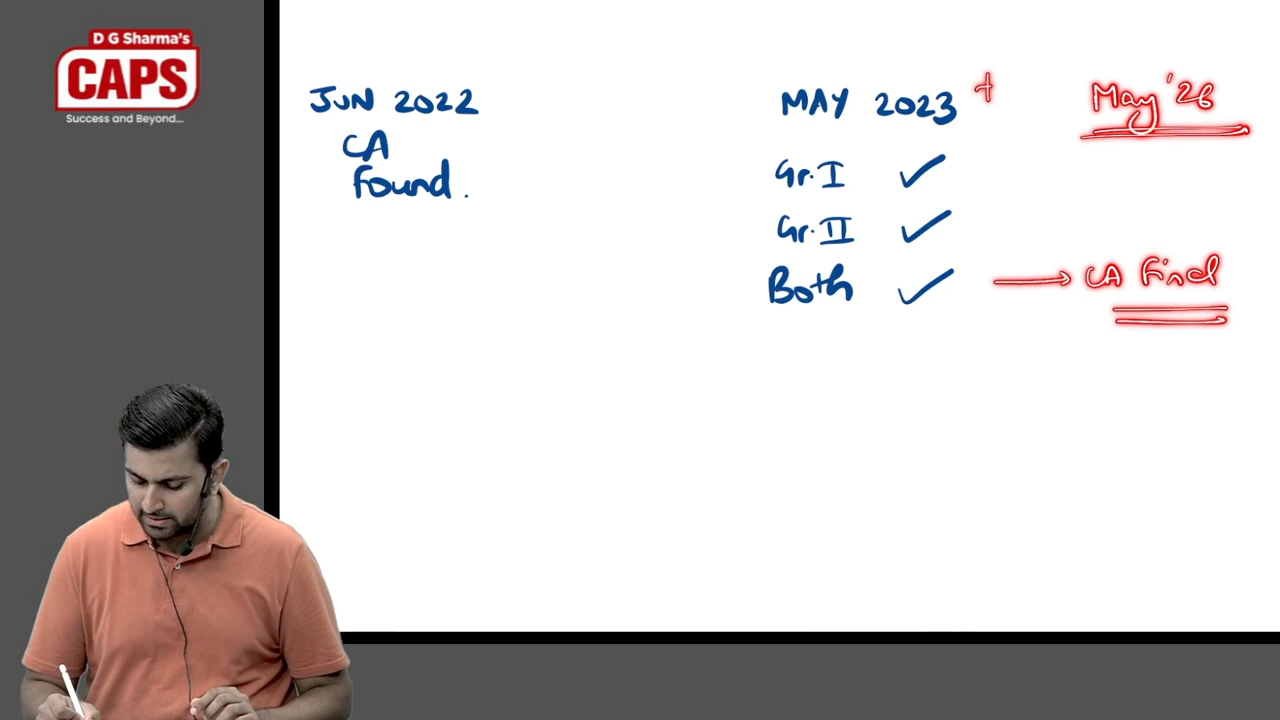 D G Sharma's
CAPS
Success and Beyond...
JUN 2022
CA
Found.
MAY 2023 +
Gr. I ✓
Gr. II ✓
Both ✓ → CA Final
May '26